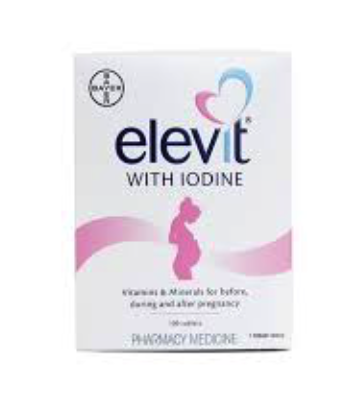 BAYER
elevit®
WITH IODINE
Vitamins & Minerals for before,
during and after pregnancy
100 tablets
PHARMACY MEDICINE